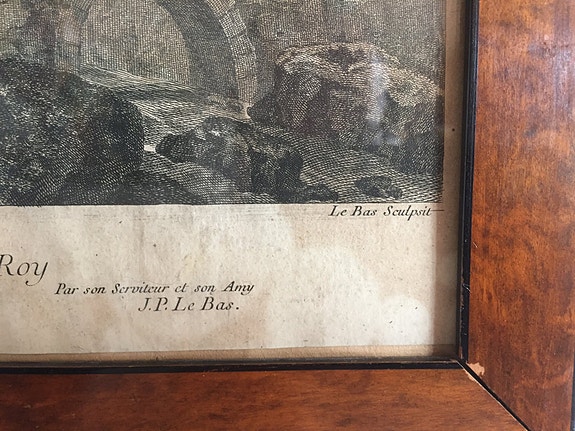 Le Bas Sculpsit
Roy
Par son Serviteur et son Amy
J.P. Le Bas.